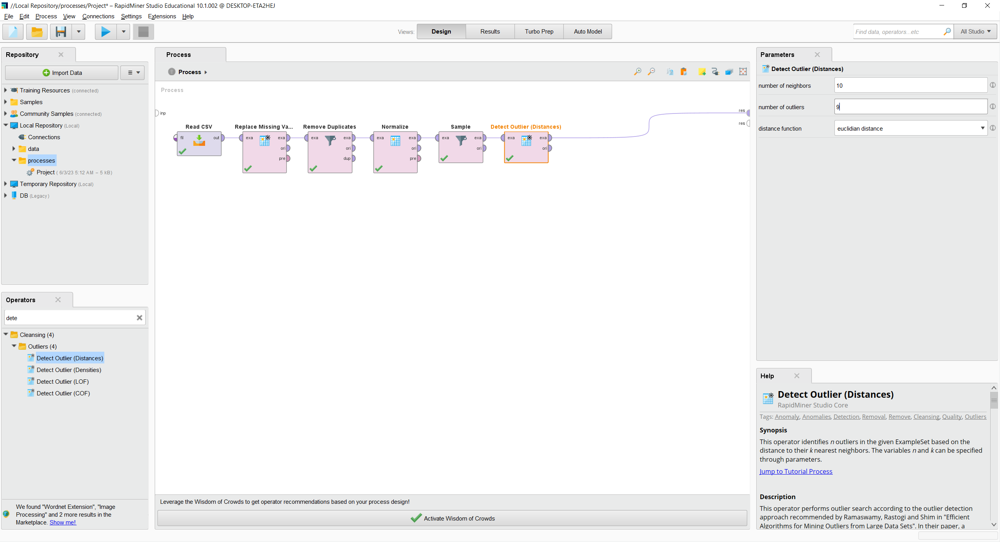 //Local Repository/processes/Project* – RapidMiner Studio Educational 10.1.002 @ DESKTOP-ETA2HEJ
File Edit Process View Connections Settings Extensions Help
Views: Design Results Turbo Prep Auto Model
Find data, operators...etc
All Studio
Repository
Import Data
Training Resources (connected)
Samples
Community Samples (connected)
Local Repository (Local)
Connections
data
processes
Project ( 6/3/23 5:12 AM – 5 kB)
Temporary Repository (Local)
DB (Legacy)
Operators
dete
Cleansing (4)
Outliers (4)
Detect Outlier (Distances)
Detect Outlier (Densities)
Detect Outlier (LOF)
Detect Outlier (COF)
We found "Wordnet Extension", "Image
Processing" and 2 more results in the
Marketplace. Show me!
Process
Process
Process
inp
res
res
Read CSV
fil out
Replace Missing Va...
exa exa
ori
pre
Remove Duplicates
exa exa
ori
dup
Normalize
exa exa
ori
pre
Sample
exa exa
ori
Detect Outlier (Distances)
exa exa
ori
Leverage the Wisdom of Crowds to get operator recommendations based on your process design!
Activate Wisdom of Crowds
Parameters
Detect Outlier (Distances)
number of neighbors 10
number of outliers 9
distance function euclidian distance
Help
Detect Outlier (Distances)
RapidMiner Studio Core
Tags: Anomaly, Anomalies, Detection, Removal, Remove, Cleansing, Quality, Outliers
Synopsis
This operator identifies n outliers in the given ExampleSet based on the
distance to their k nearest neighbors. The variables n and k can be specified
through parameters.
Jump to Tutorial Process
Description
This operator performs outlier search according to the outlier detection
approach recommended by Ramaswamy, Rastogi and Shim in "Efficient
Algorithms for Mining Outliers from Large Data Sets". In their paper, a